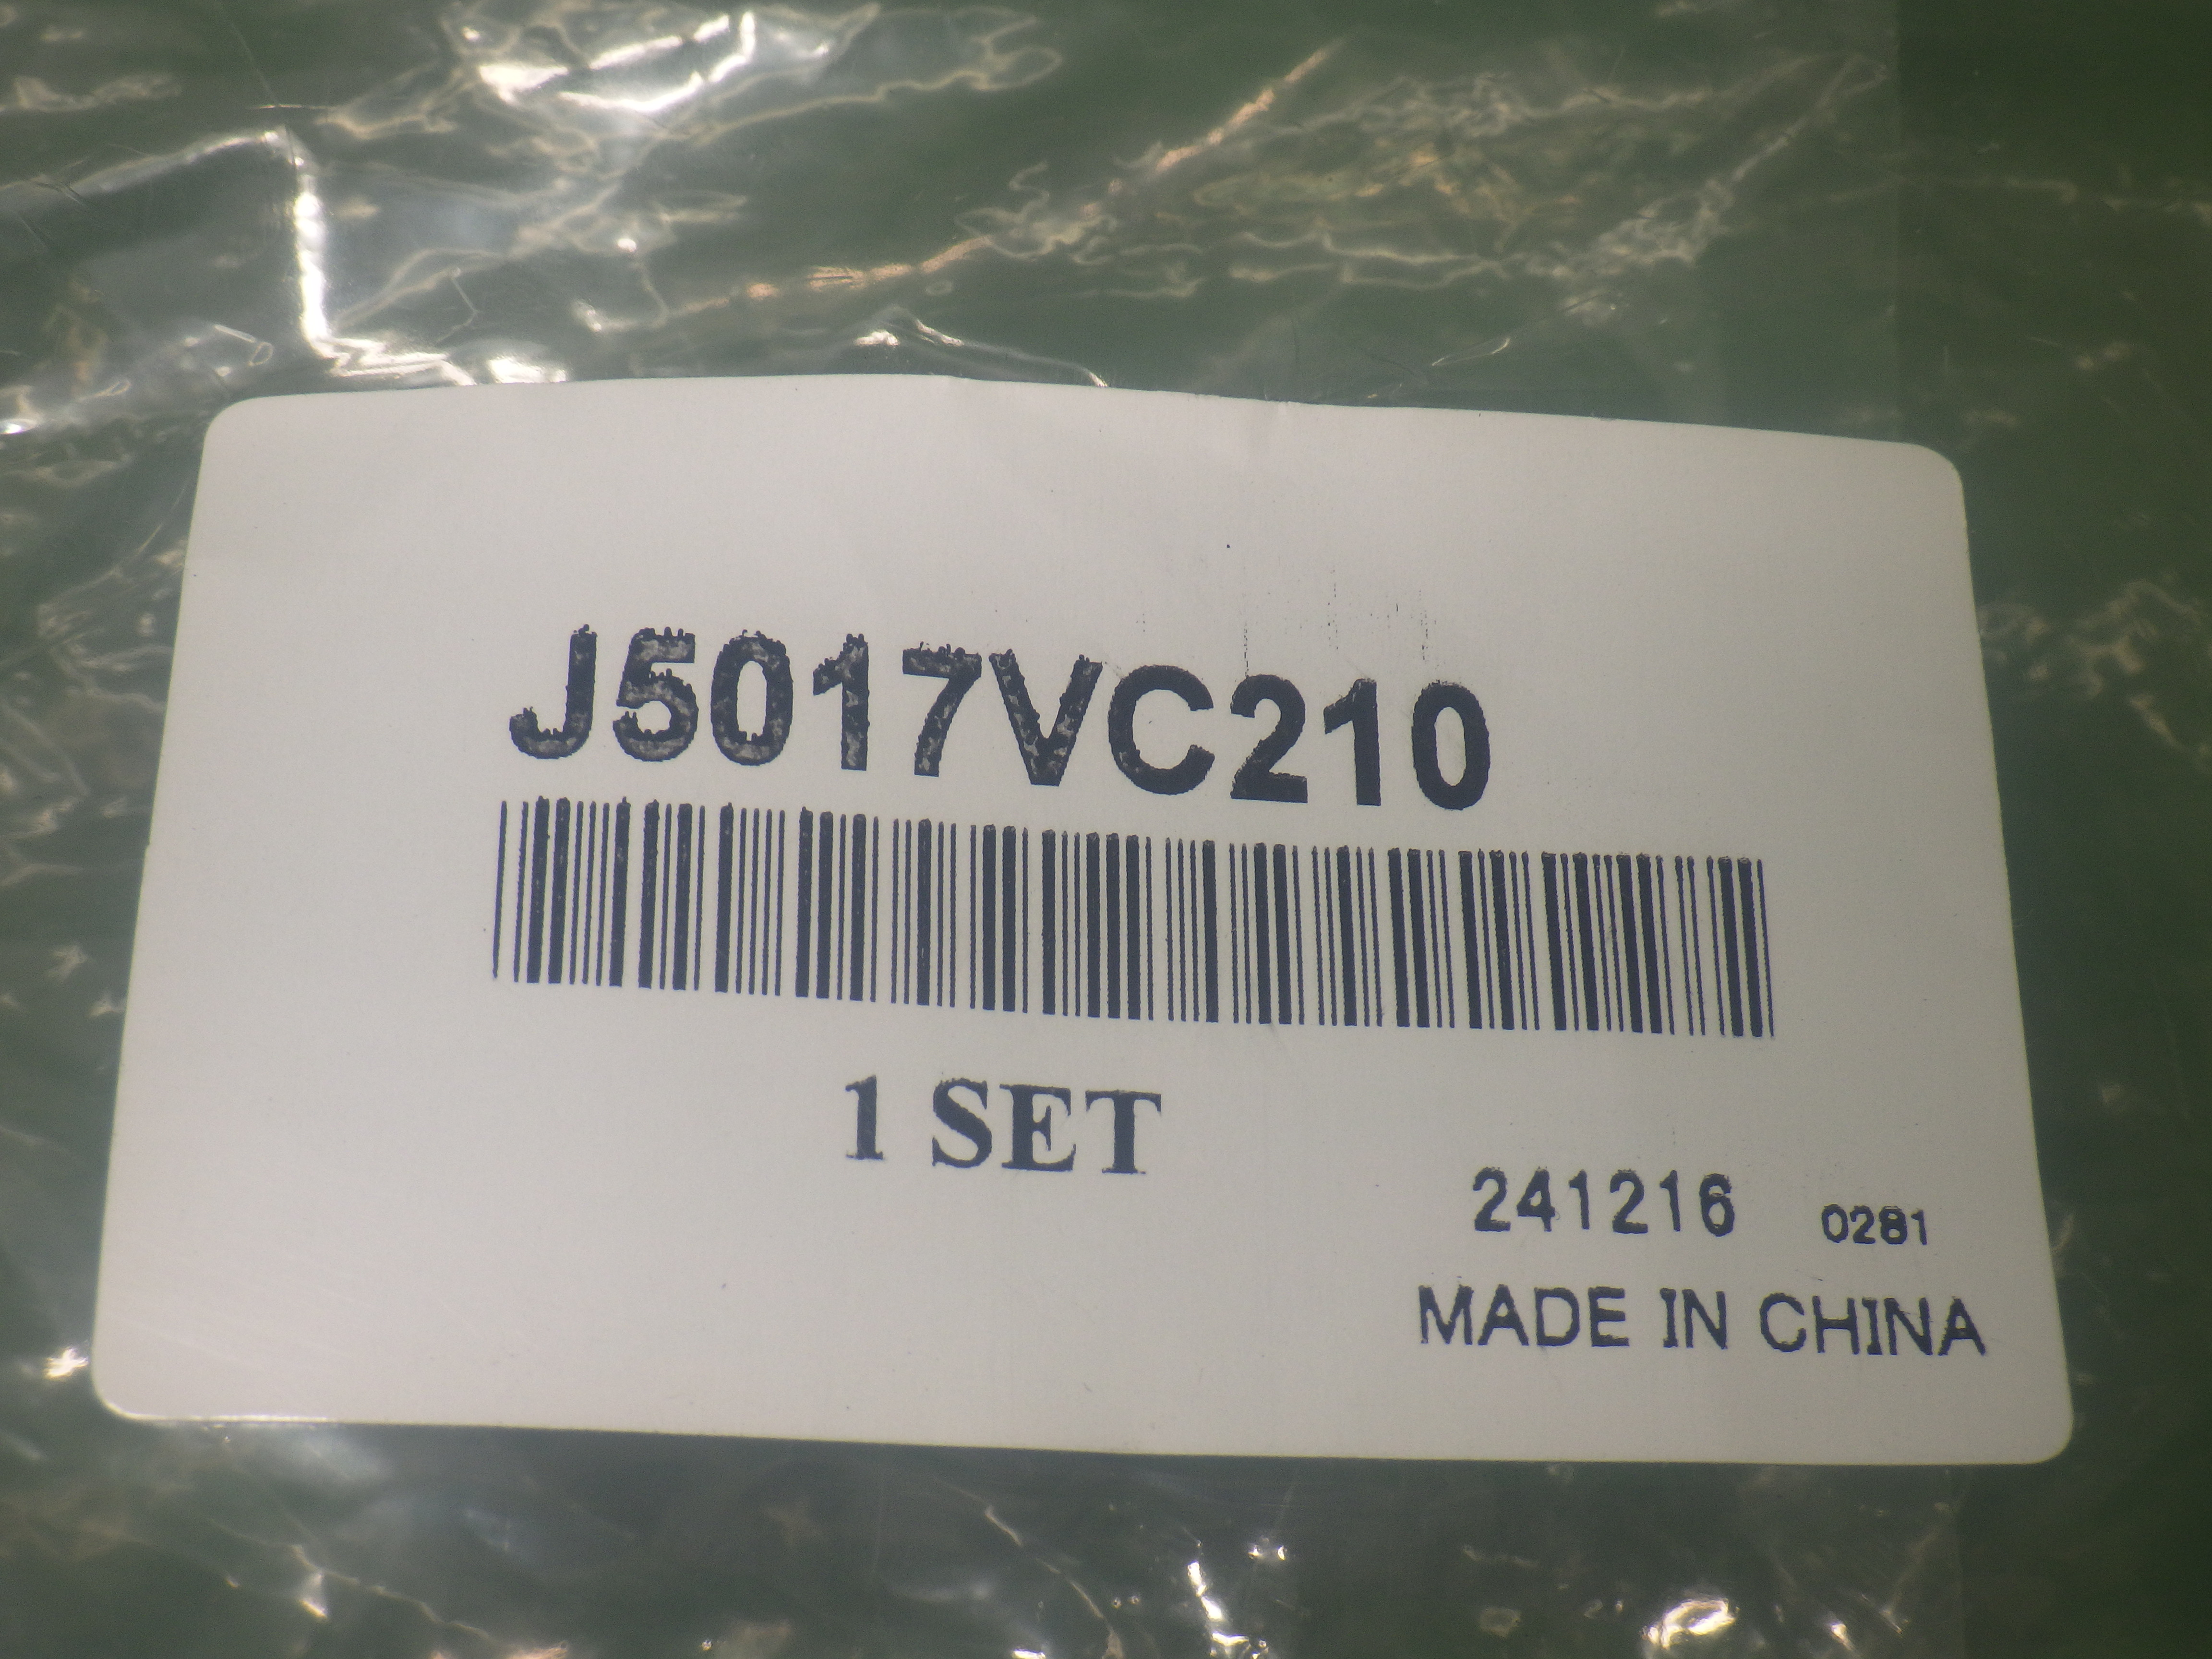 J5017VC210
1 SET
241216 0281
MADE IN CHINA